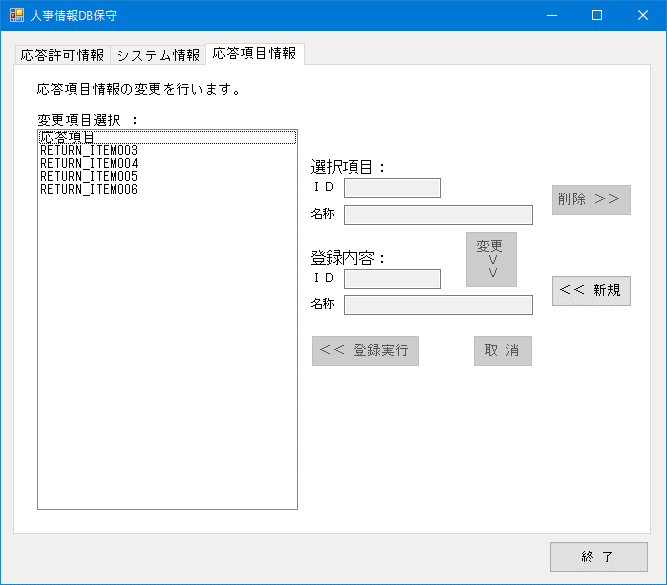 人事情報DB保守
応答許可情報 システム情報 応答項目情報
応答項目情報の変更を行います。
変更項目選択 ：
応答項目
RETURN_ITEM003
RETURN_ITEM004
RETURN_ITEM005
RETURN_ITEM006
選択項目：
ＩＤ
名称
削除 ＞＞
変更
∨
∨
登録内容：
ＩＤ
名称
＜＜ 新規
＜＜ 登録実行
取 消
終 了